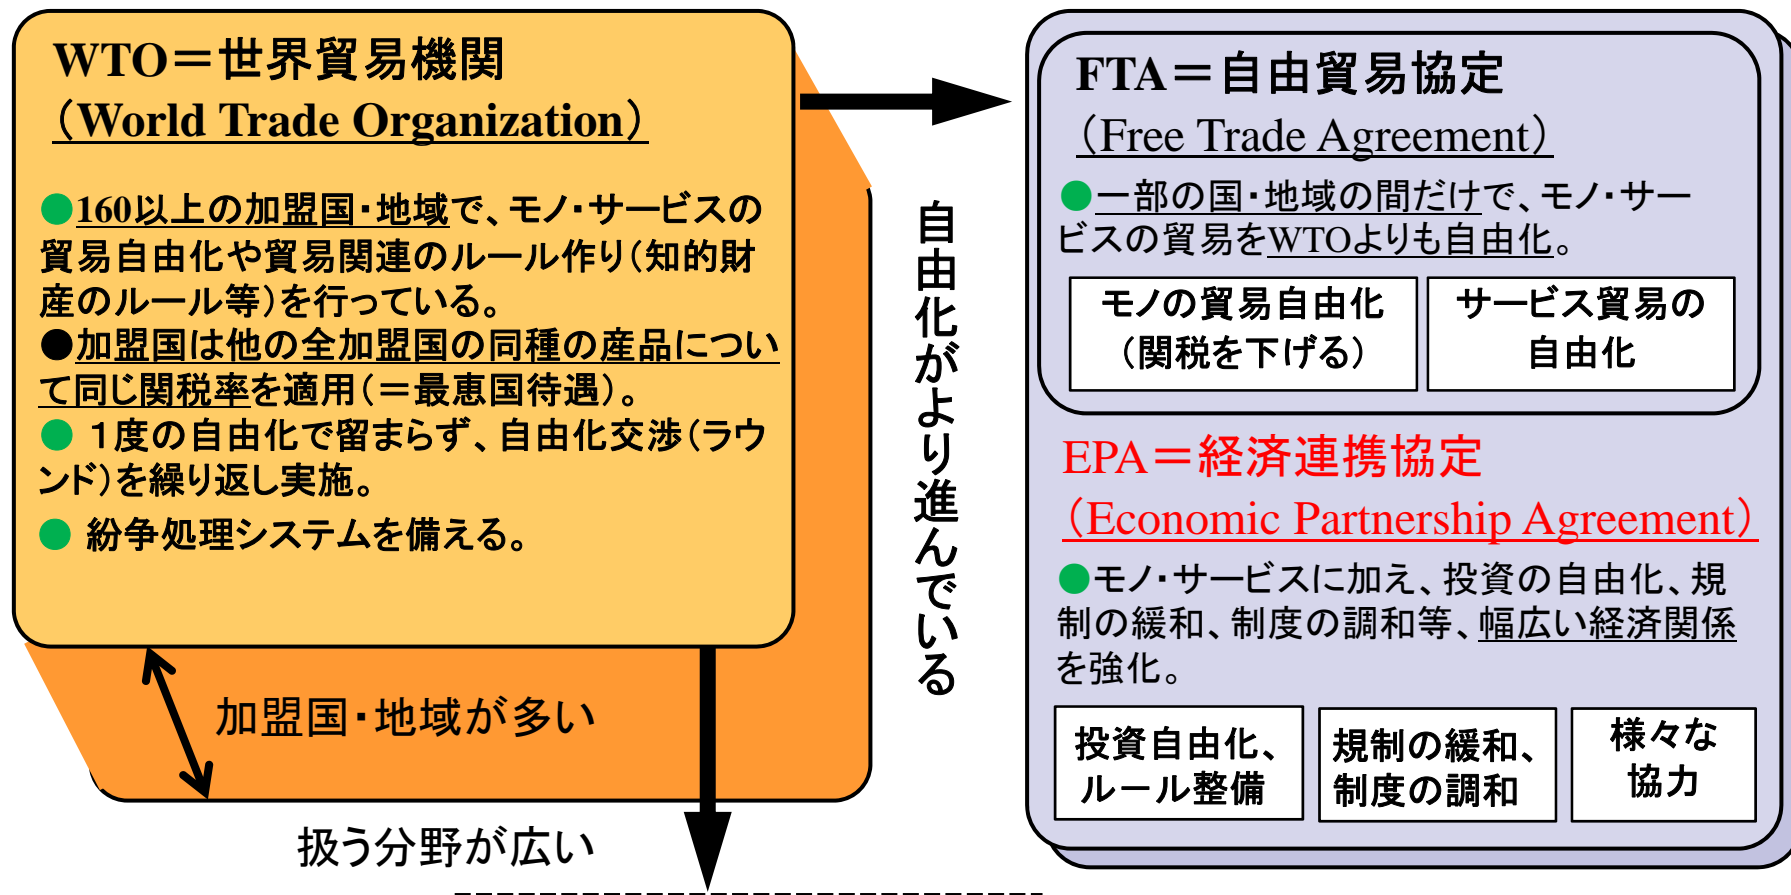 WTO＝世界貿易機関
（World Trade Organization）
●160以上の加盟国・地域で、モノ・サービスの
貿易自由化や貿易関連のルール作り（知的財
産のルール等）を行っている。
●加盟国は他の全加盟国の同種の産品につい
て同じ関税率を適用（＝最恵国待遇）。
● １度の自由化で留まらず、自由化交渉（ラウ
ンド）を繰り返し実施。
● 紛争処理システムを備える。
加盟国・地域が多い
扱う分野が広い
自由化がより進んでいる
FTA＝自由貿易協定
（Free Trade Agreement）
●一部の国・地域の間だけで、モノ・サー
ビスの貿易をWTOよりも自由化。
モノの貿易自由化
（関税を下げる）
サービス貿易の
自由化
EPA＝経済連携協定
（Economic Partnership Agreement）
●モノ・サービスに加え、投資の自由化、規
制の緩和、制度の調和等、幅広い経済関係
を強化。
投資自由化、
ルール整備
規制の緩和、
制度の調和
様々な
協力